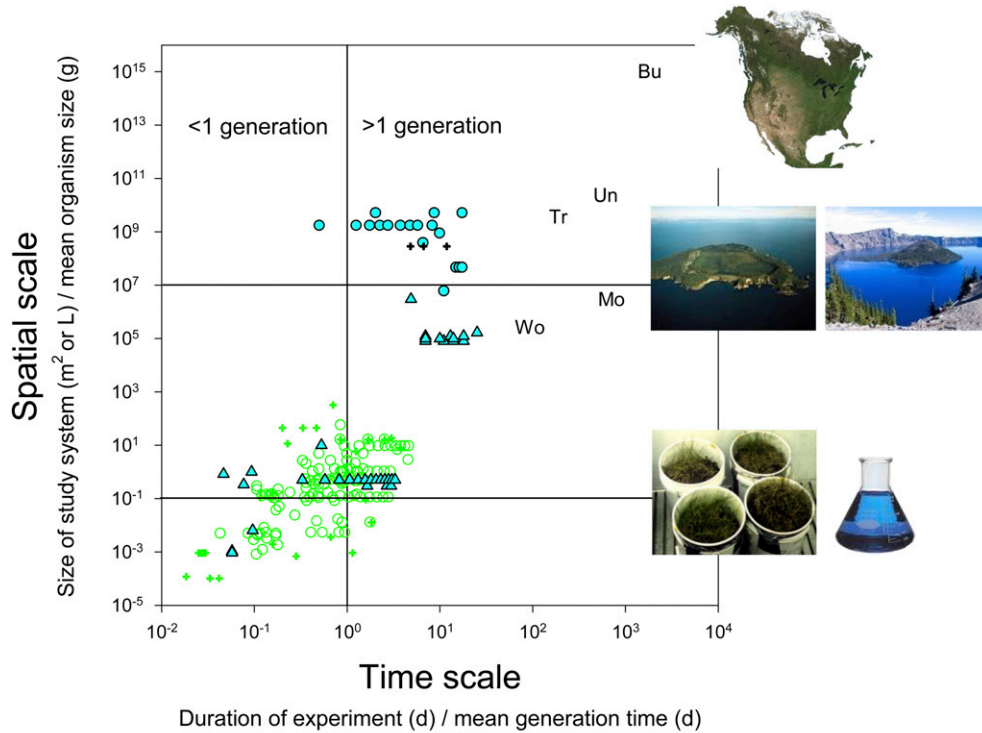 Spatial scale
Size of study system (m² or L) / mean organism size (g)
10¹⁵
10¹³
10¹¹
10⁹
10⁷
10⁵
10³
10¹
10⁻¹
10⁻³
10⁻⁵
<1 generation
>1 generation
Bu
Un
Tr
Mo
Wo
10⁻²
10⁻¹
10⁰
10¹
10²
10³
10⁴
Time scale
Duration of experiment (d) / mean generation time (d)